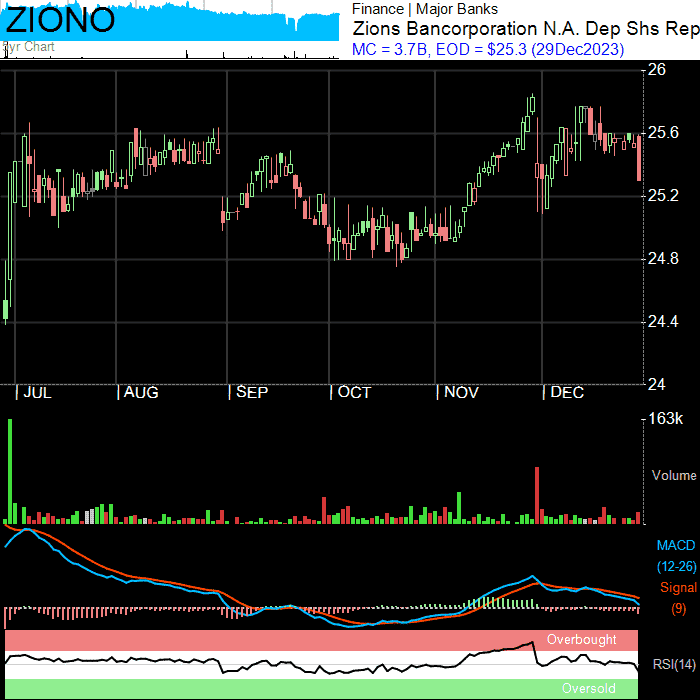 ZIONO
5yr Chart
Finance | Major Banks
Zions Bancorporation N.A. Dep Shs Rep
MC = 3.7B, EOD = $25.3 (29Dec2023)
26
25.6
25.2
24.8
24.4
24
JUL AUG SEP OCT NOV DEC
163k
Volume
MACD
(12-26)
Signal
(9)
Overbought
RSI(14)
Oversold